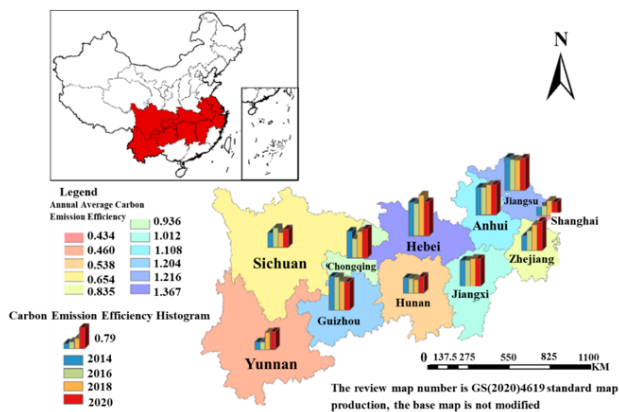 N
Legend
Annual Average Carbon
Emission Efficiency
0.434
0.460
0.538
0.654
0.835
0.936
1.012
1.108
1.204
1.216
1.367
Carbon Emission Efficiency Histogram
0.79
2014
2016
2018
2020
Jiangsu
Shanghai
Anhui
Hebei
Zhejiang
Sichuan
Chongqing
Jiangxi
Hunan
Guizhou
Yunnan
0 137.5 275 550 825 1100
KM
The review map number is GS(2020)4619 standard map
production, the base map is not modified